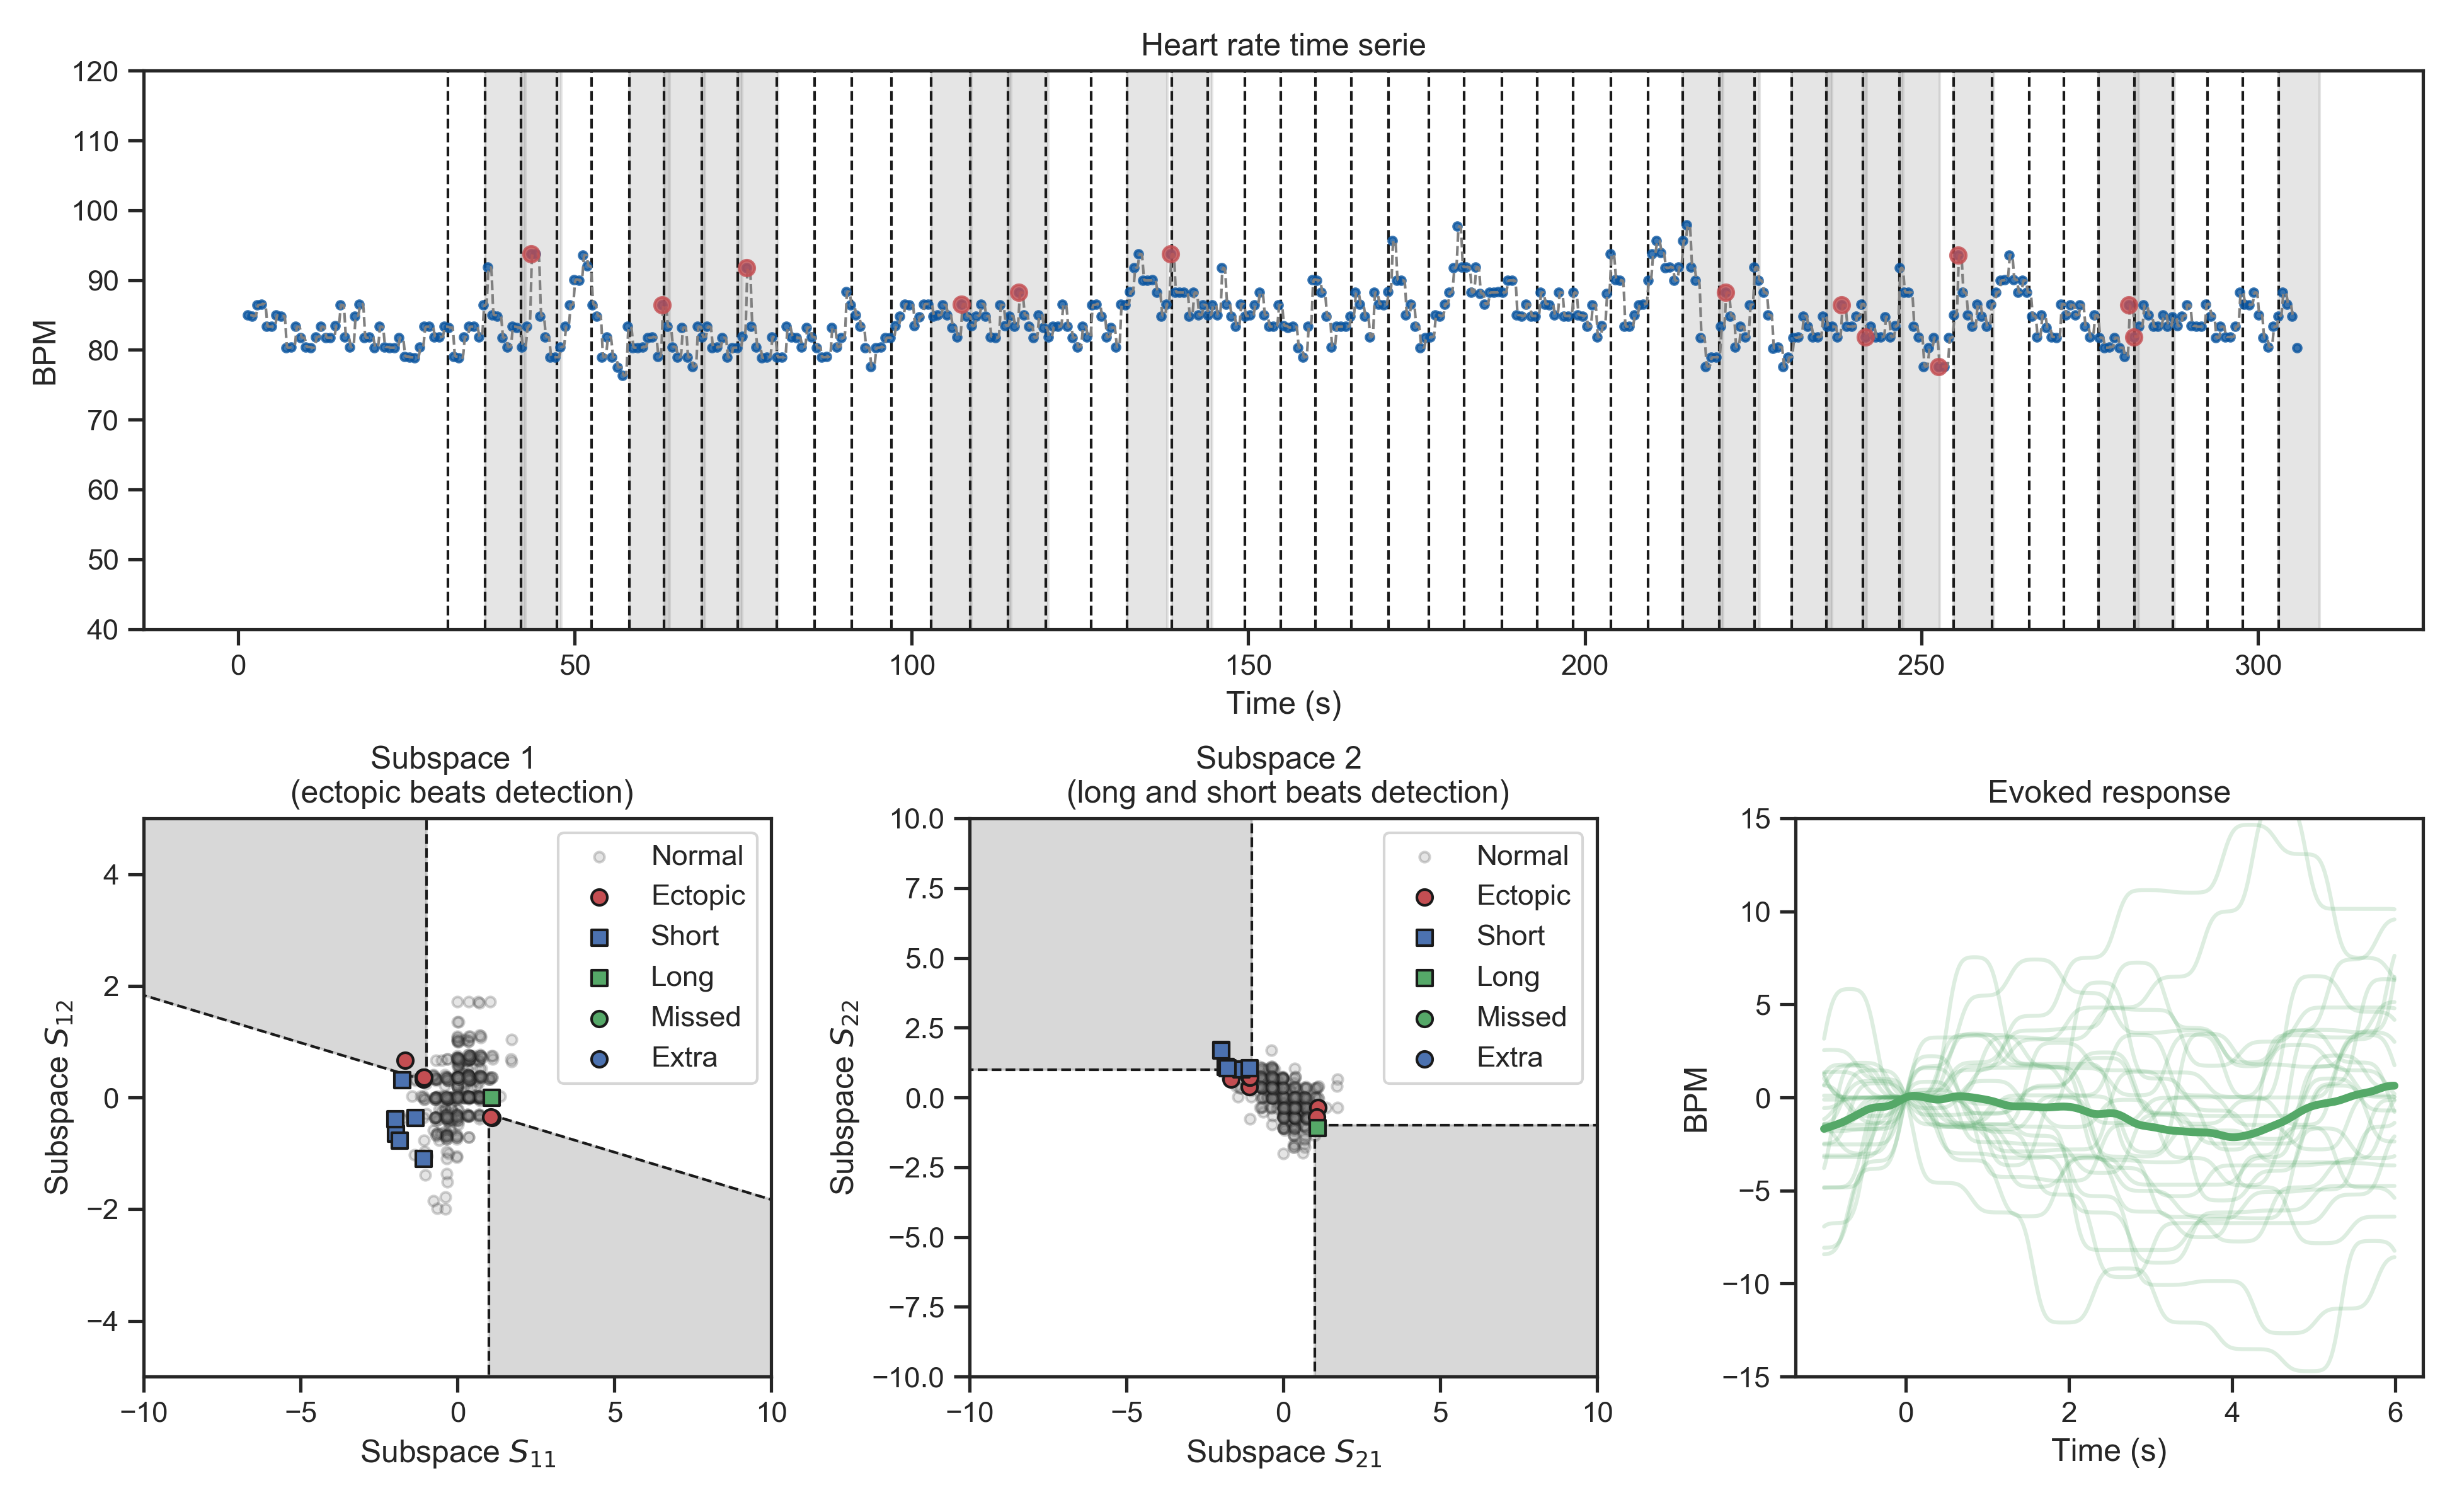 Heart rate time serie
120
110
100
90
80
70
60
50
40
BPM
0 50 100 150 200 250 300
Time (s)
Subspace 1
(ectopic beats detection)
4
2
0
−2
−4
Subspace S12
Normal
Ectopic
Short
Long
Missed
Extra
−10 −5 0 5 10
Subspace S11
Subspace 2
(long and short beats detection)
10.0
7.5
5.0
2.5
0.0
−2.5
−5.0
−7.5
−10.0
Subspace S22
Normal
Ectopic
Short
Long
Missed
Extra
−10 −5 0 5 10
Subspace S21
Evoked response
15
10
5
0
−5
−10
−15
BPM
0 2 4 6
Time (s)